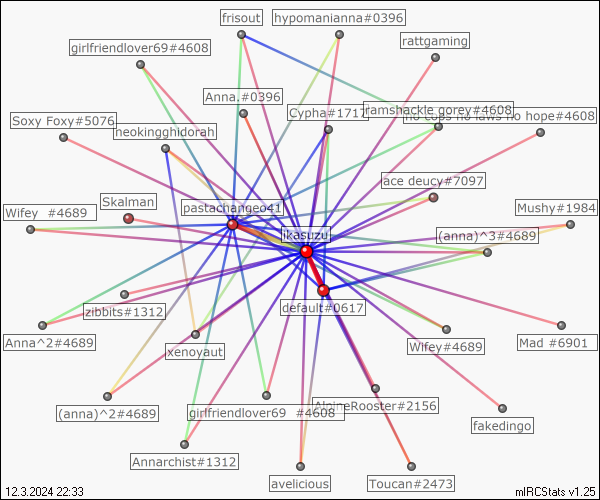 frisout
hypomanianna#0396
girlfriendlover69#4608
rattgaming
Anna.#0396
Soxy Foxy#5076
Cypha#1717
ramshackle gorey#4608
no cops no laws no hope#4608
neokingghidorah
ace deucy#7097
Skalman
pastachangeo41
Wifey #4689
Mushy#1984
ikasuzu
(anna)^3#4689
zibbits#1312
default#0617
Anna^2#4689
xenoyaut
Wifey#4689
Mad #6901
(anna)^2#4689
girlfriendlover69 #4608
AlpineRooster#2156
fakedingo
Annarchist#1312
avelicious
Toucan#2473
12.3.2024 22:33
mIRCStats v1.25